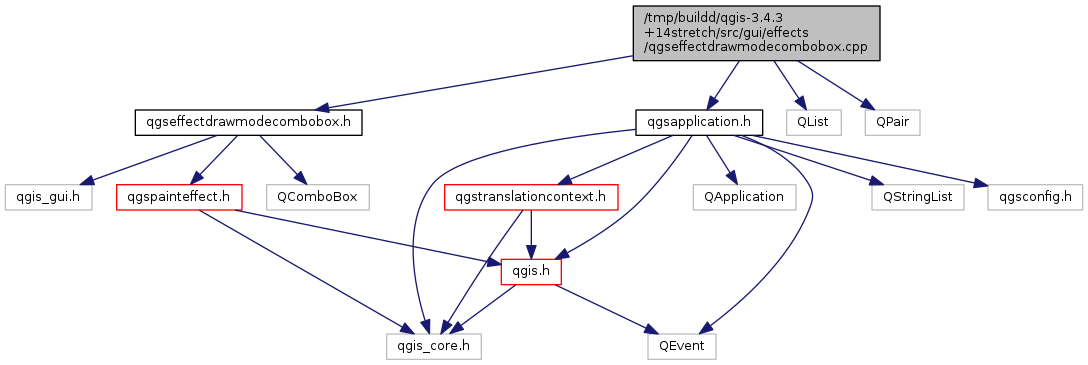 /tmp/buildd/qgis-3.4.3
+14stretch/src/gui/effects
/qgseffectdrawmodecombobox.cpp
qgseffectdrawmodecombobox.h
qgsapplication.h
QList
QPair
qgis_gui.h
qgspainteffect.h
QComboBox
qgstranslationcontext.h
QApplication
QStringList
qgsconfig.h
qgis.h
qgis_core.h
QEvent